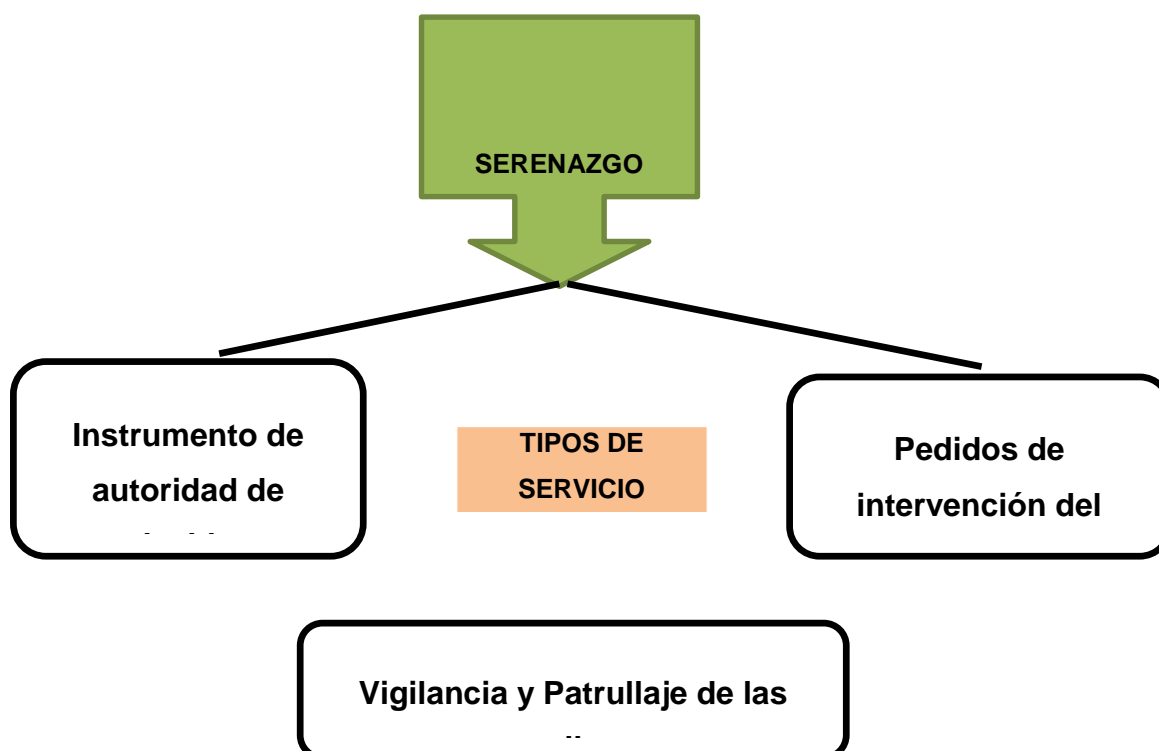 SERENAZGO
Instrumento de
autoridad de
TIPOS DE
SERVICIO
Pedidos de
intervención del
Vigilancia y Patrullaje de las